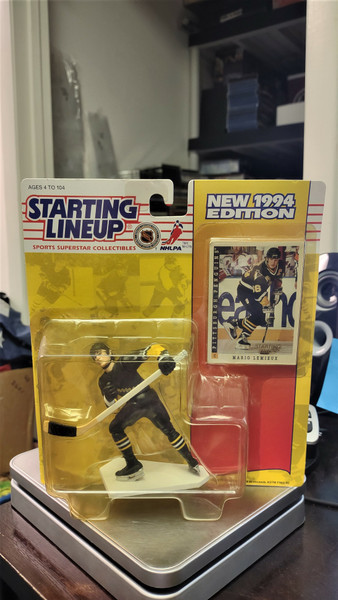 AGES 4 TO 104
STARTING
LINEUP
SPORTS SUPERSTAR COLLECTIBLES
NHLPA
NEW 1994
EDITION
MARIO LEMIEUX